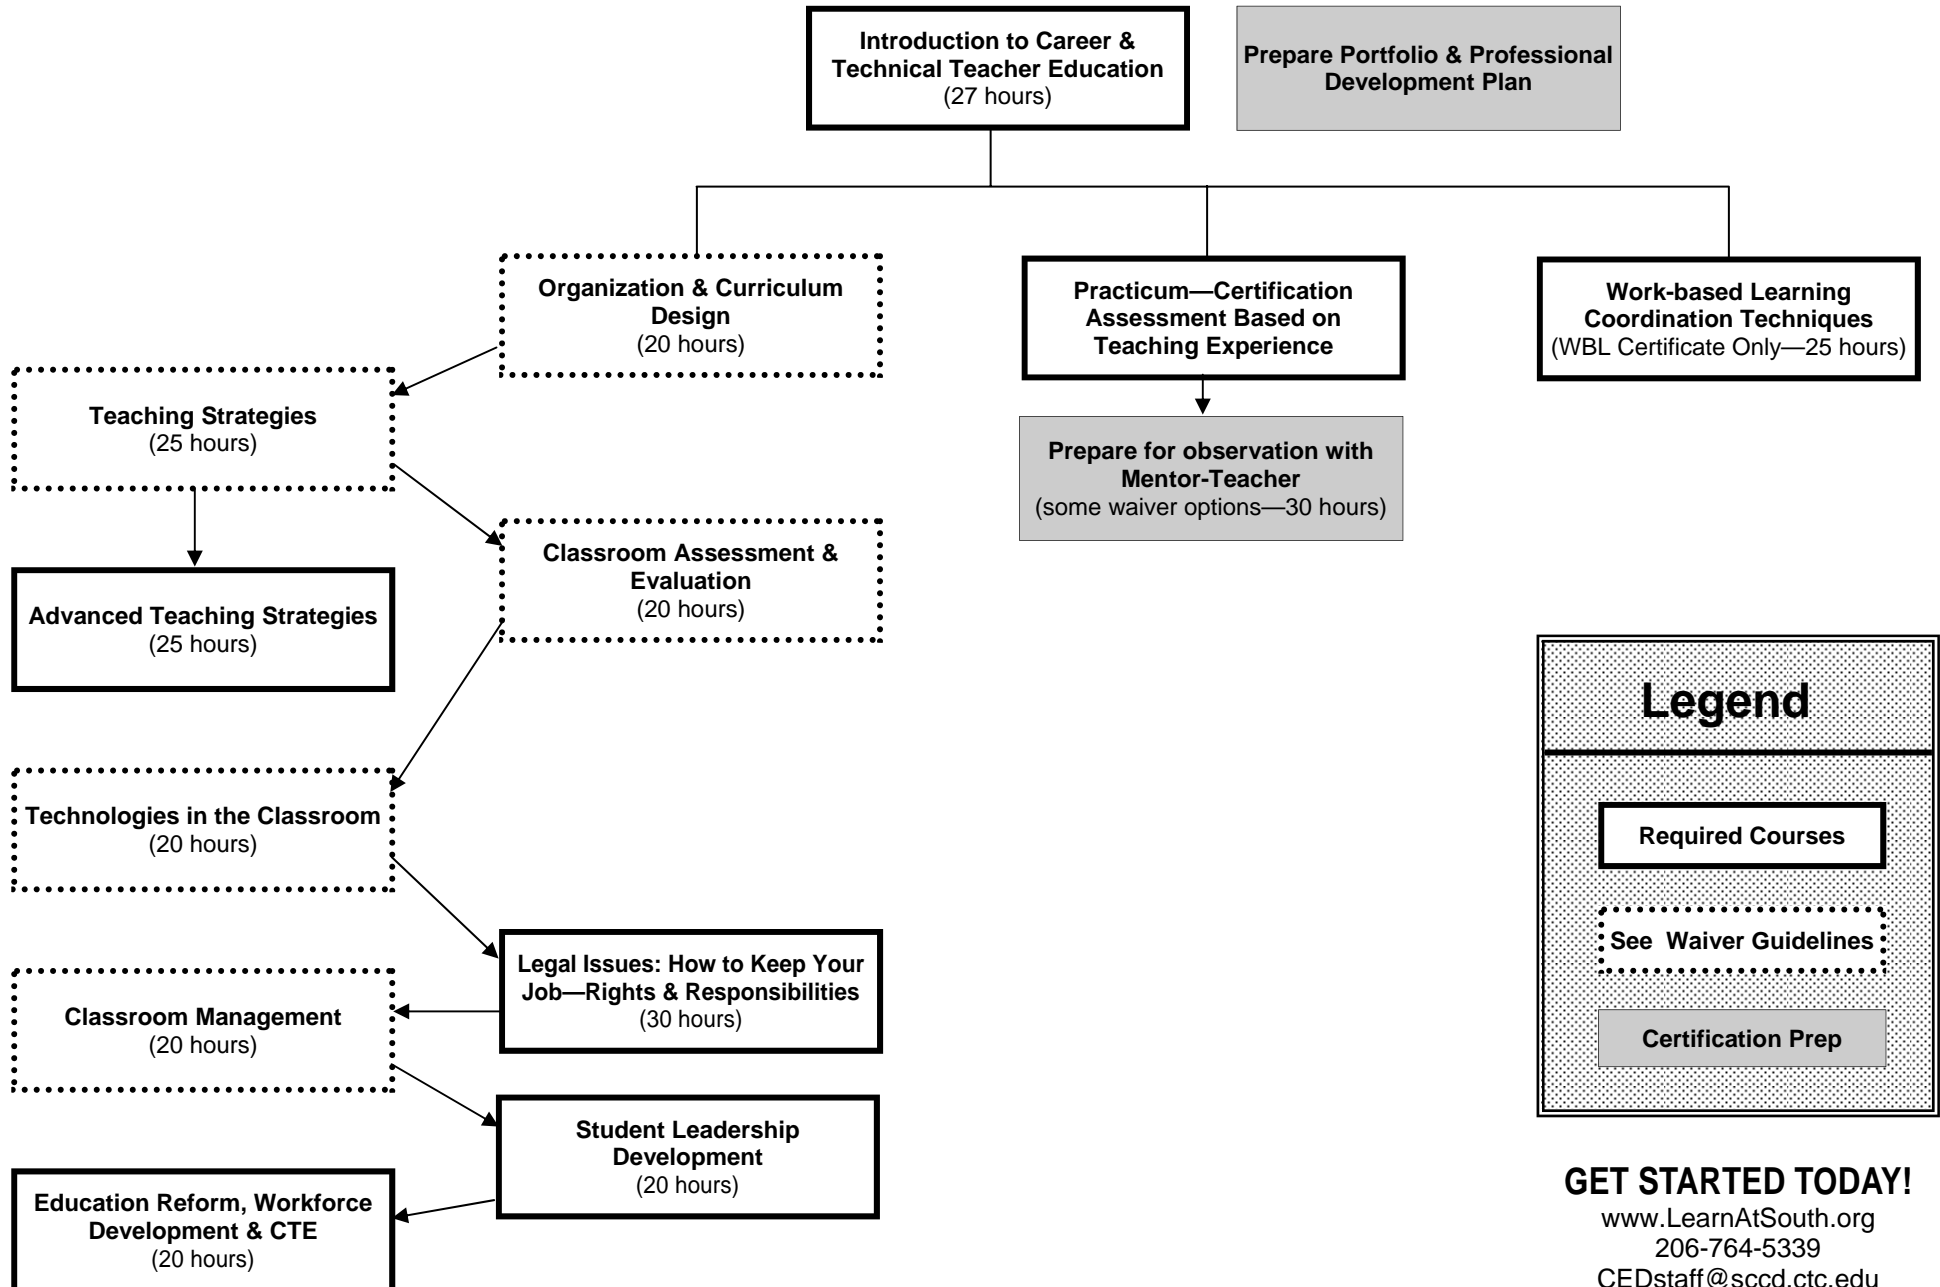 Introduction to Career &
Technical Teacher Education
(27 hours)
Prepare Portfolio & Professional
Development Plan
Organization & Curriculum
Design
(20 hours)
Practicum—Certification
Assessment Based on
Teaching Experience
Work-based Learning
Coordination Techniques
(WBL Certificate Only—25 hours)
Teaching Strategies
(25 hours)
Prepare for observation with
Mentor-Teacher
(some waiver options—30 hours)
Classroom Assessment &
Evaluation
(20 hours)
Advanced Teaching Strategies
(25 hours)
Technologies in the Classroom
(20 hours)
Legal Issues: How to Keep Your
Job—Rights & Responsibilities
(30 hours)
Classroom Management
(20 hours)
Student Leadership
Development
(20 hours)
Education Reform, Workforce
Development & CTE
(20 hours)
Legend
Required Courses
See Waiver Guidelines
Certification Prep
GET STARTED TODAY!
www.LearnAtSouth.org
206-764-5339
CEDstaff@sccd.ctc.edu